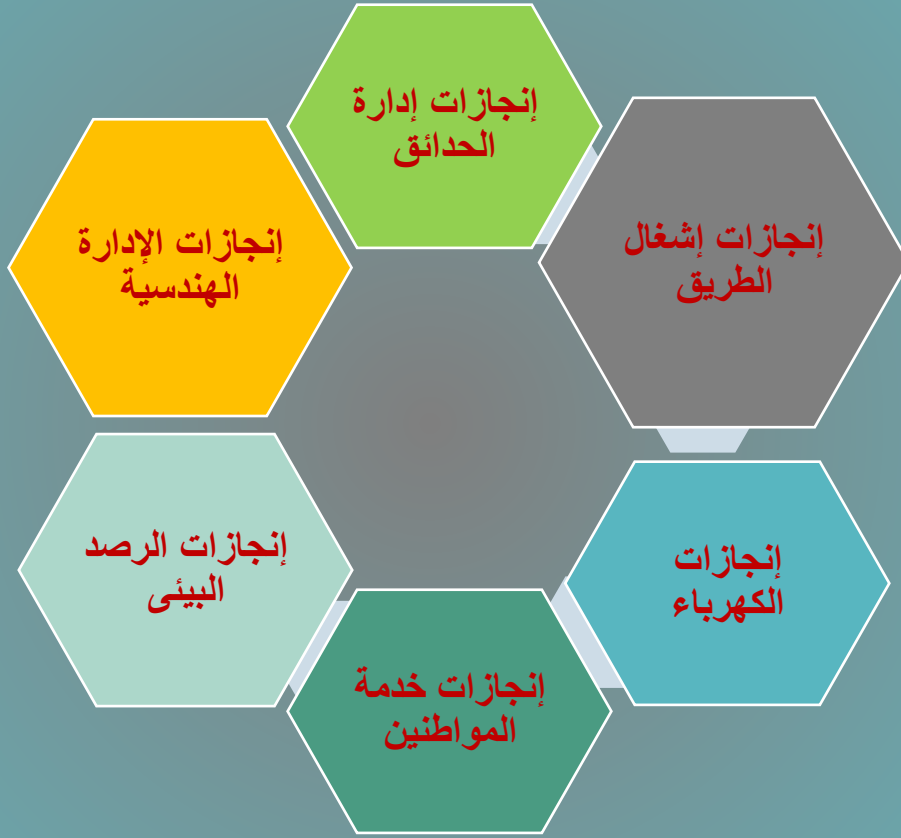 إنجازات إدارة
الحدائق
إنجازات إشغال
الطريق
إنجازات
الكهرباء
إنجازات خدمة
المواطنين
إنجازات الرصد
البيئى
إنجازات الإدارة
الهندسية